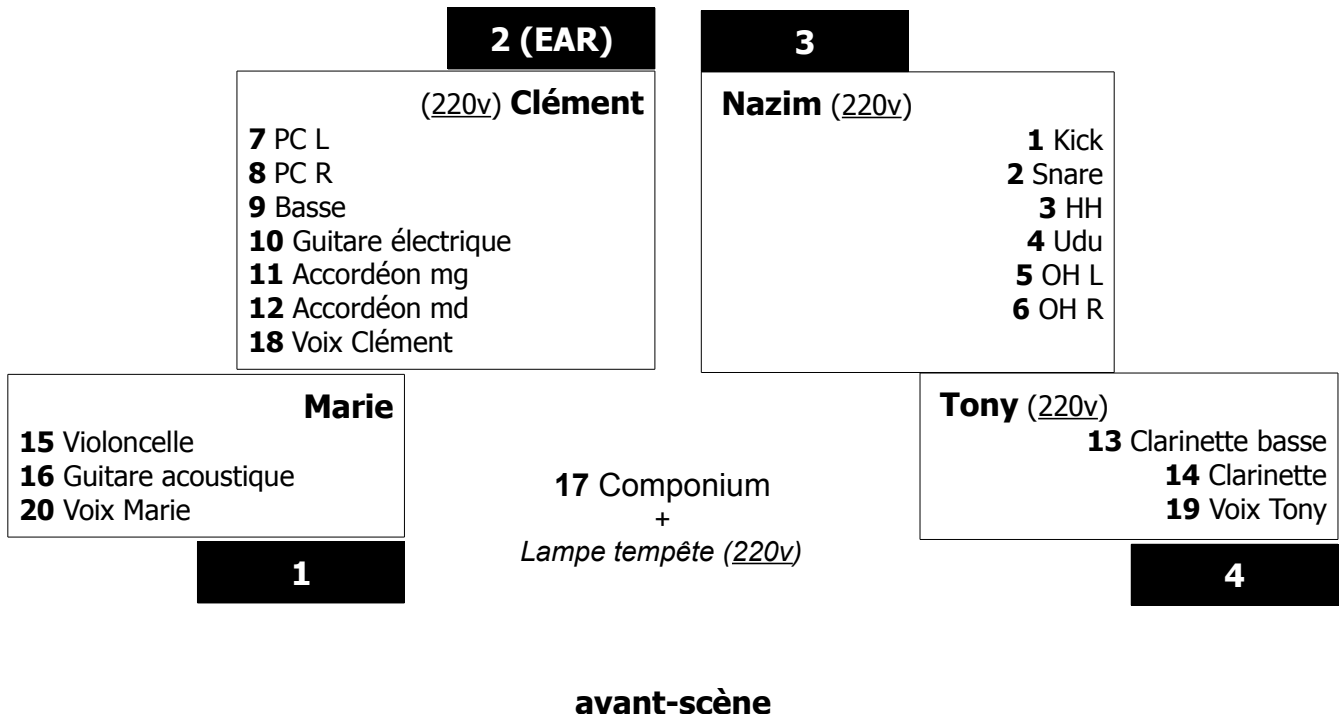 2 (EAR)
(220v) Clément
7 PC L
8 PC R
9 Basse
10 Guitare électrique
11 Accordéon mg
12 Accordéon md
18 Voix Clément
3
Nazim (220v)
1 Kick
2 Snare
3 HH
4 Udu
5 OH L
6 OH R
Marie
15 Violoncelle
16 Guitare acoustique
20 Voix Marie
1
17 Componium
+
Lampe tempête (220v)
Tony (220v)
13 Clarinette basse
14 Clarinette
19 Voix Tony
4
avant-scène